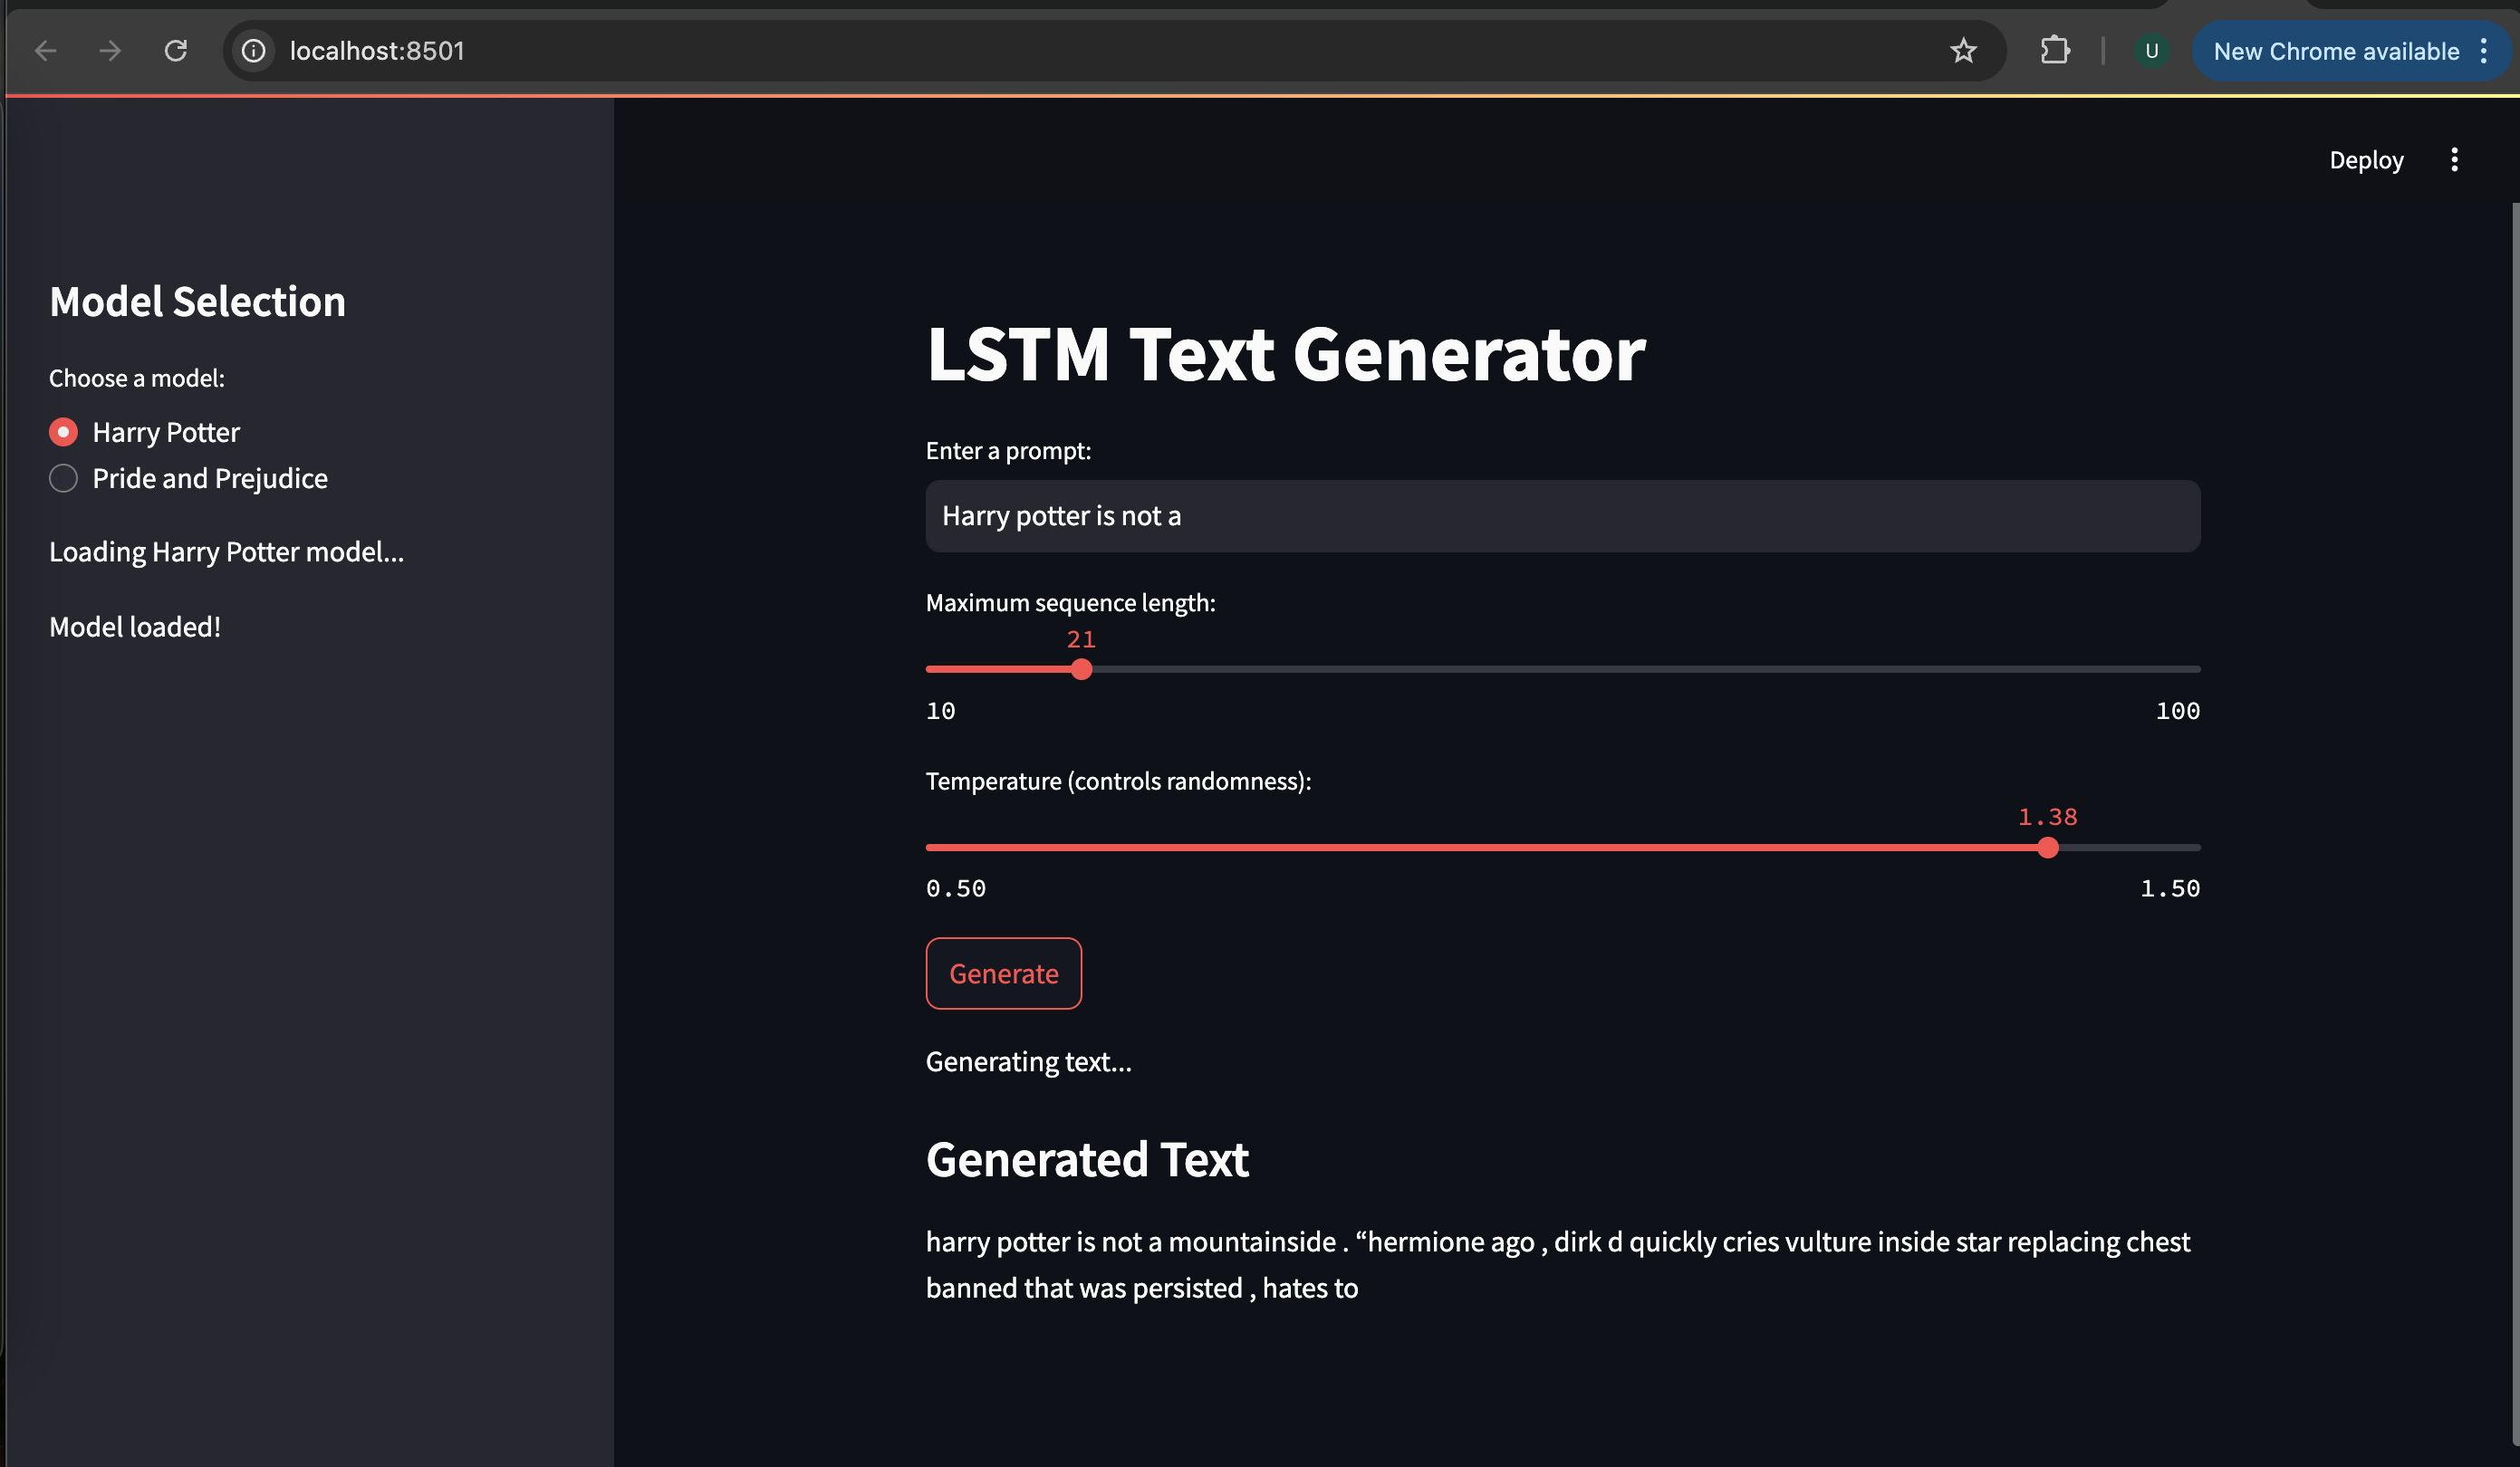 localhost:8501
U
New Chrome available
Deploy
Model Selection
Choose a model:
Harry Potter
Pride and Prejudice
Loading Harry Potter model...
Model loaded!
LSTM Text Generator
Enter a prompt:
Harry potter is not a
Maximum sequence length:
21
10
100
Temperature (controls randomness):
1.38
0.50
1.50
Generate
Generating text...
Generated Text
harry potter is not a mountainside . “hermione ago , dirk d quickly cries vulture inside star replacing chest
banned that was persisted , hates to